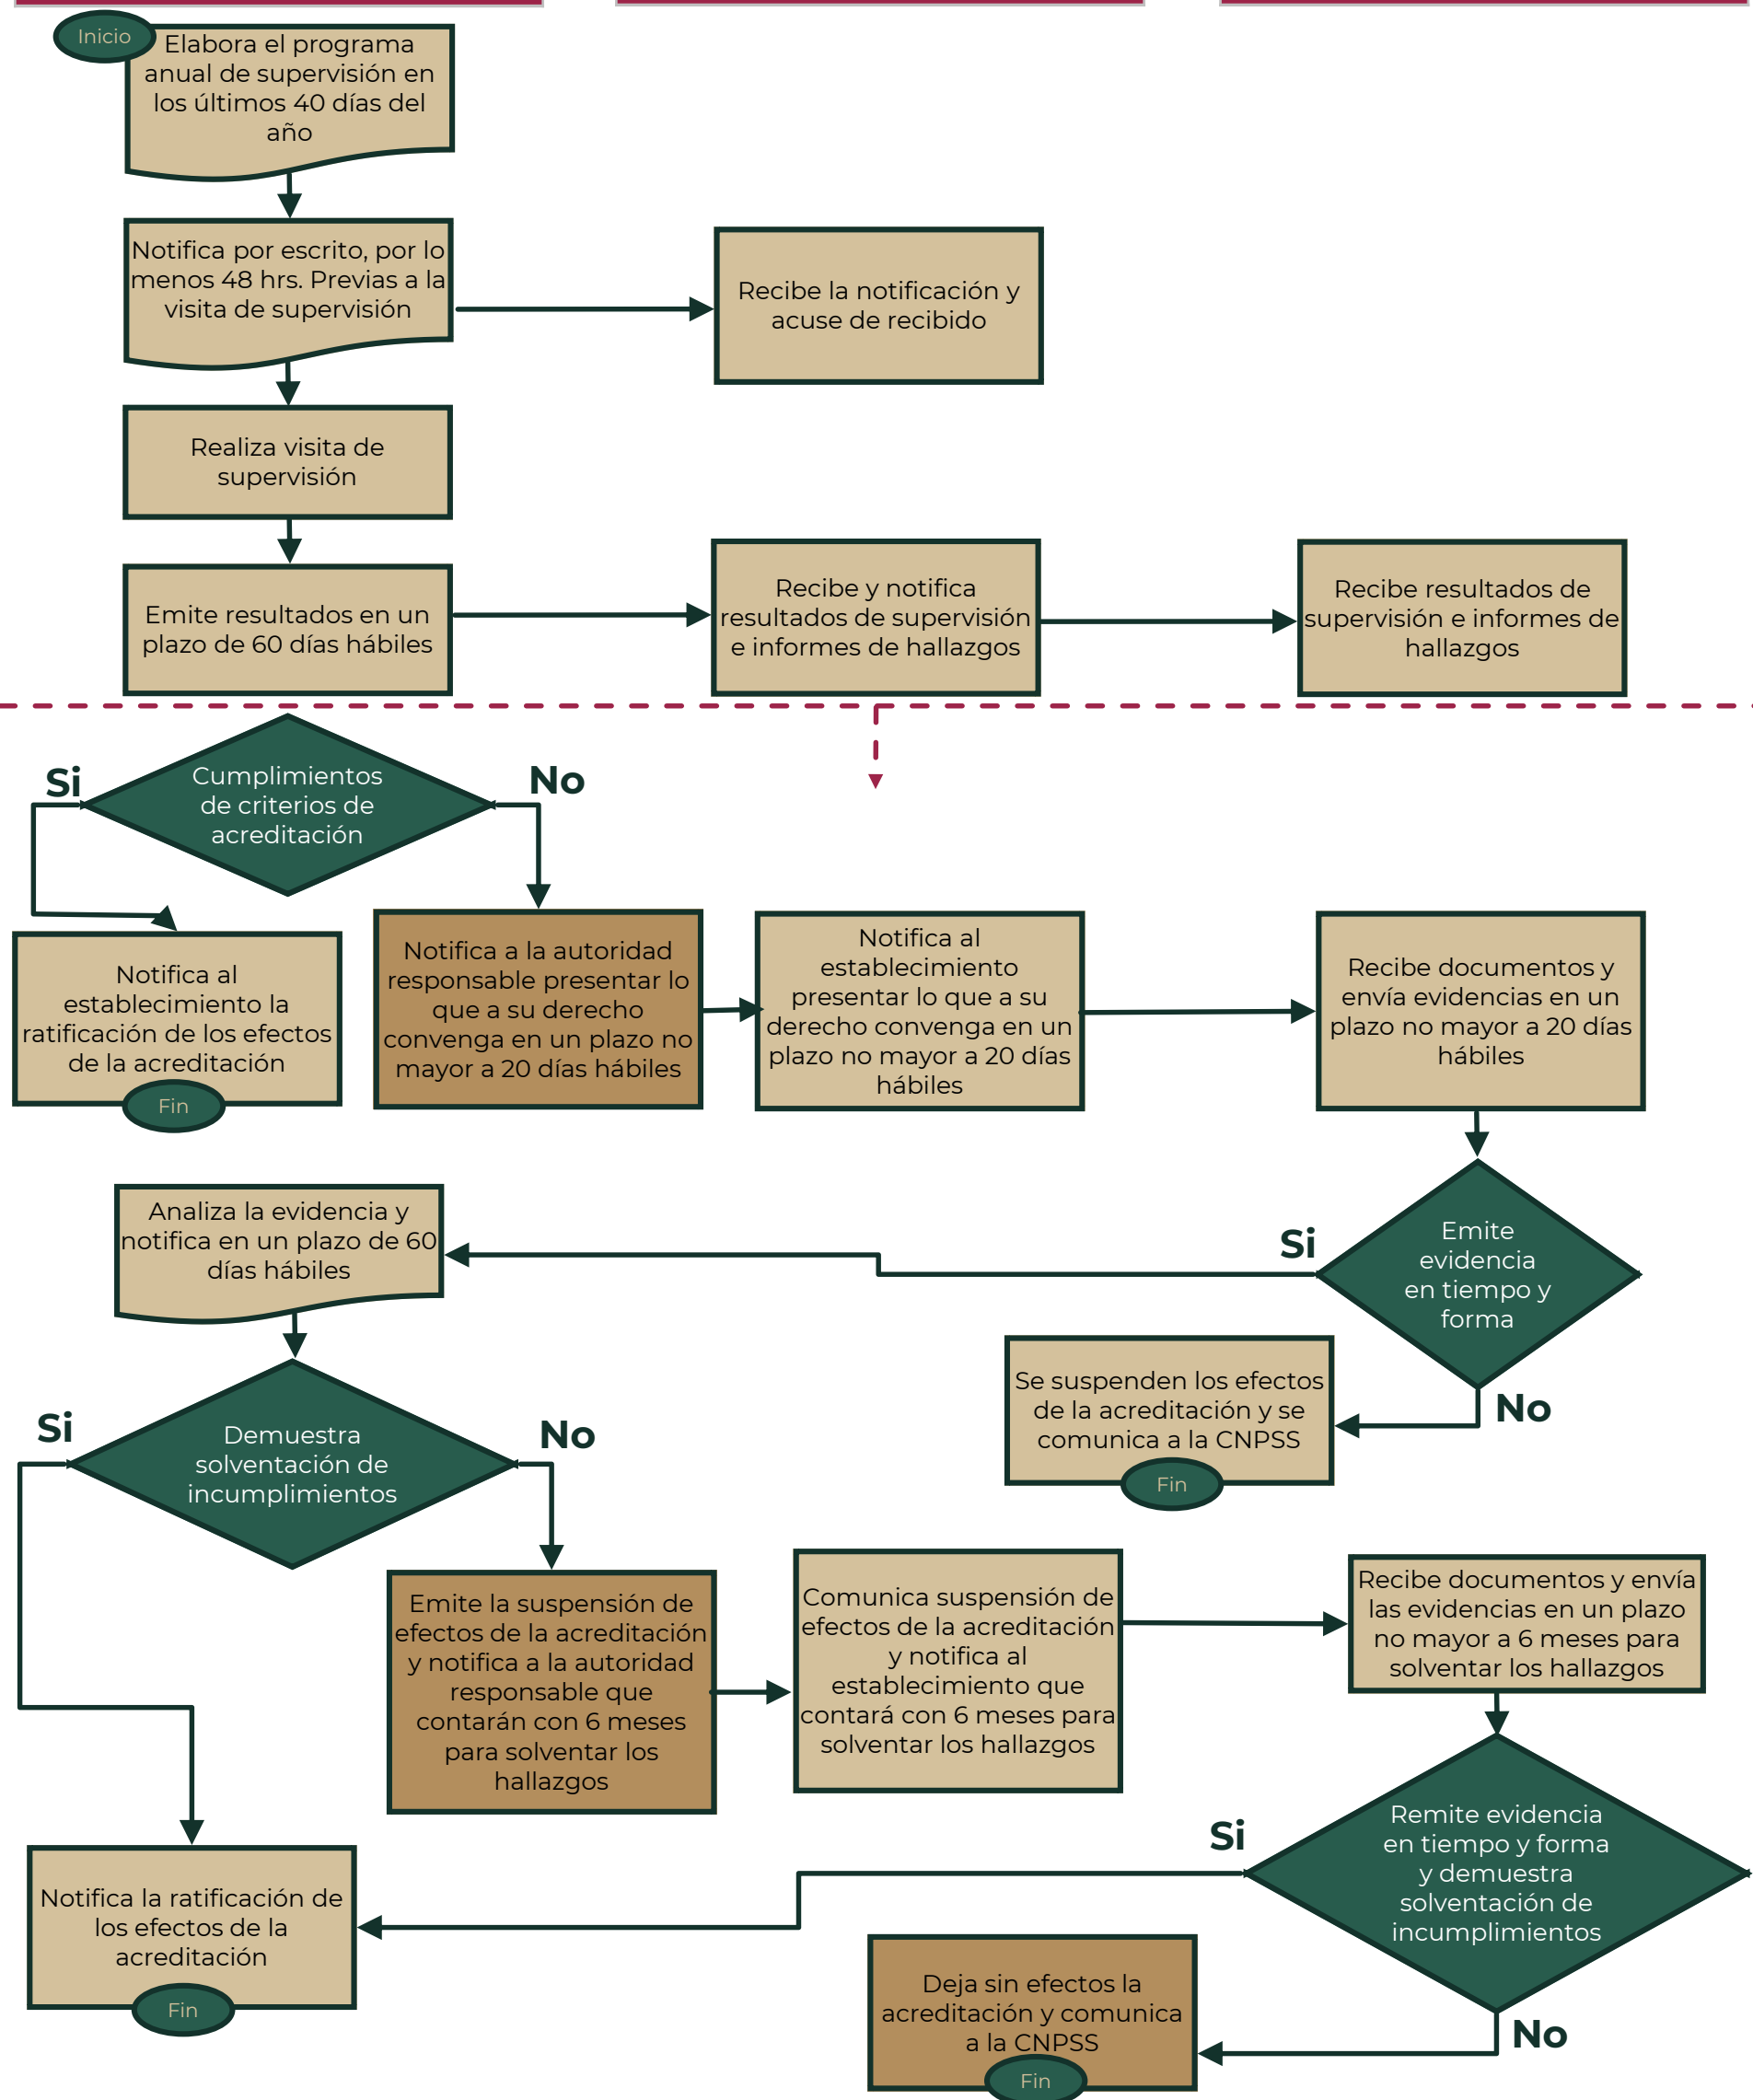 Inicio
Elabora el programa
anual de supervisión en
los últimos 40 días del
año
Notifica por escrito, por lo
menos 48 hrs. Previas a la
visita de supervisión
Recibe la notificación y
acuse de recibido
Realiza visita de
supervisión
Emite resultados en un
plazo de 60 días hábiles
Recibe y notifica
resultados de supervisión
e informes de hallazgos
Recibe resultados de
supervisión e informes de
hallazgos
Si
Cumplimientos
de criterios de
acreditación
No
Notifica al
establecimiento la
ratificación de los efectos
de la acreditación
Fin
Notifica a la autoridad
responsable presentar lo
que a su derecho
convenga en un plazo no
mayor a 20 días hábiles
Notifica al
establecimiento
presentar lo que a su
derecho convenga en un
plazo no mayor a 20 días
hábiles
Recibe documentos y
envía evidencias en un
plazo no mayor a 20 días
hábiles
Si
Emite
evidencia
en tiempo y
forma
No
Analiza la evidencia y
notifica en un plazo de 60
días hábiles
Se suspenden los efectos
de la acreditación y se
comunica a la CNPSS
Fin
Si
Demuestra
solventación de
incumplimientos
No
Emite la suspensión de
efectos de la acreditación
y notifica a la autoridad
responsable que
contarán con 6 meses
para solventar los
hallazgos
Comunica suspensión de
efectos de la acreditación
y notifica al
establecimiento que
contará con 6 meses para
solventar los hallazgos
Recibe documentos y envía
las evidencias en un plazo
no mayor a 6 meses para
solventar los hallazgos
Si
Remite evidencia
en tiempo y forma
y demuestra
solventación de
incumplimientos
No
Notifica la ratificación de
los efectos de la
acreditación
Fin
Deja sin efectos la
acreditación y comunica
a la CNPSS
Fin